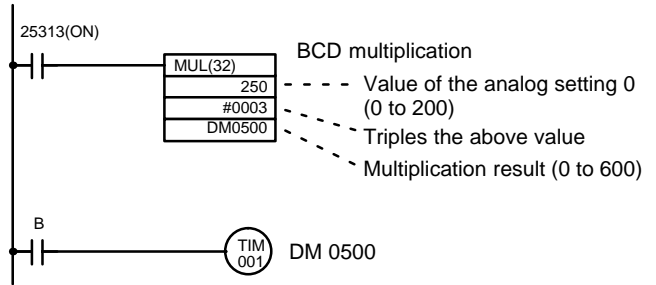 25313(ON)
BCD multiplication
MUL(32)
250
Value of the analog setting 0
(0 to 200)
#0003
Triples the above value
DM0500
Multiplication result (0 to 600)
B
TIM
001
DM 0500